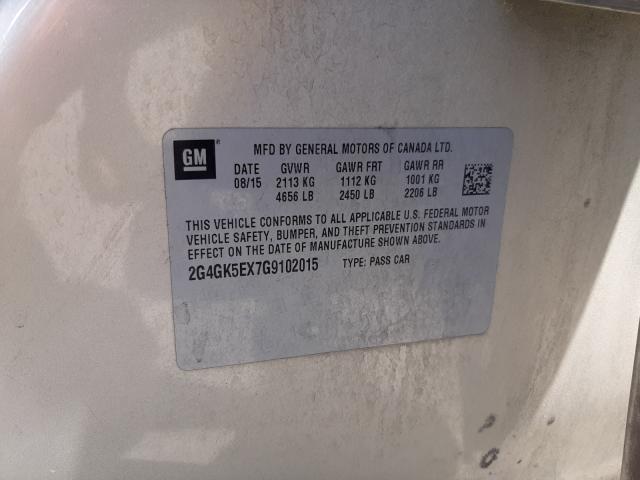 GM ®
MFD BY GENERAL MOTORS OF CANADA LTD.
DATE GVWR GAWR FRT GAWR RR
08/15 2113 KG 1112 KG 1001 KG
4656 LB 2450 LB 2206 LB
THIS VEHICLE CONFORMS TO ALL APPLICABLE U.S. FEDERAL MOTOR
VEHICLE SAFETY, BUMPER, AND THEFT PREVENTION STANDARDS IN
EFFECT ON THE DATE OF MANUFACTURE SHOWN ABOVE.
2G4GK5EX7G9102015 TYPE: PASS CAR